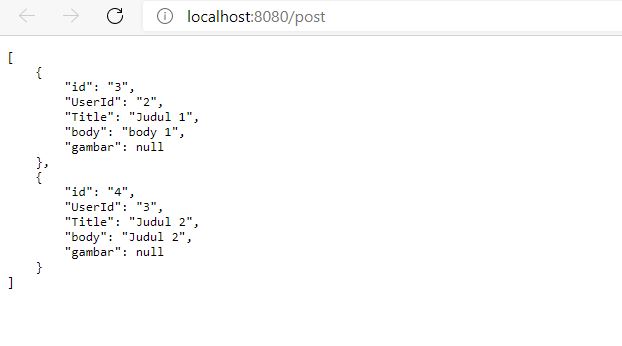 localhost:8080/post
[
    {
        "id": "3",
        "UserId": "2",
        "Title": "Judul 1",
        "body": "body 1",
        "gambar": null
    },
    {
        "id": "4",
        "UserId": "3",
        "Title": "Judul 2",
        "body": "Judul 2",
        "gambar": null
    }
]